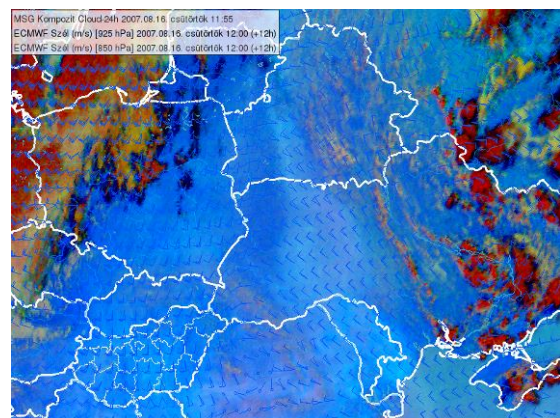 MSG Kompozit Cloud-24h 2007.08.16. csütörtök 11:55
ECMWF Szél (m/s) [925 hPa] 2007.08.16. csütörtök 12:00 (+12h)
ECMWF Szél (m/s) [850 hPa] 2007.08.16. csütörtök 12:00 (+12h)